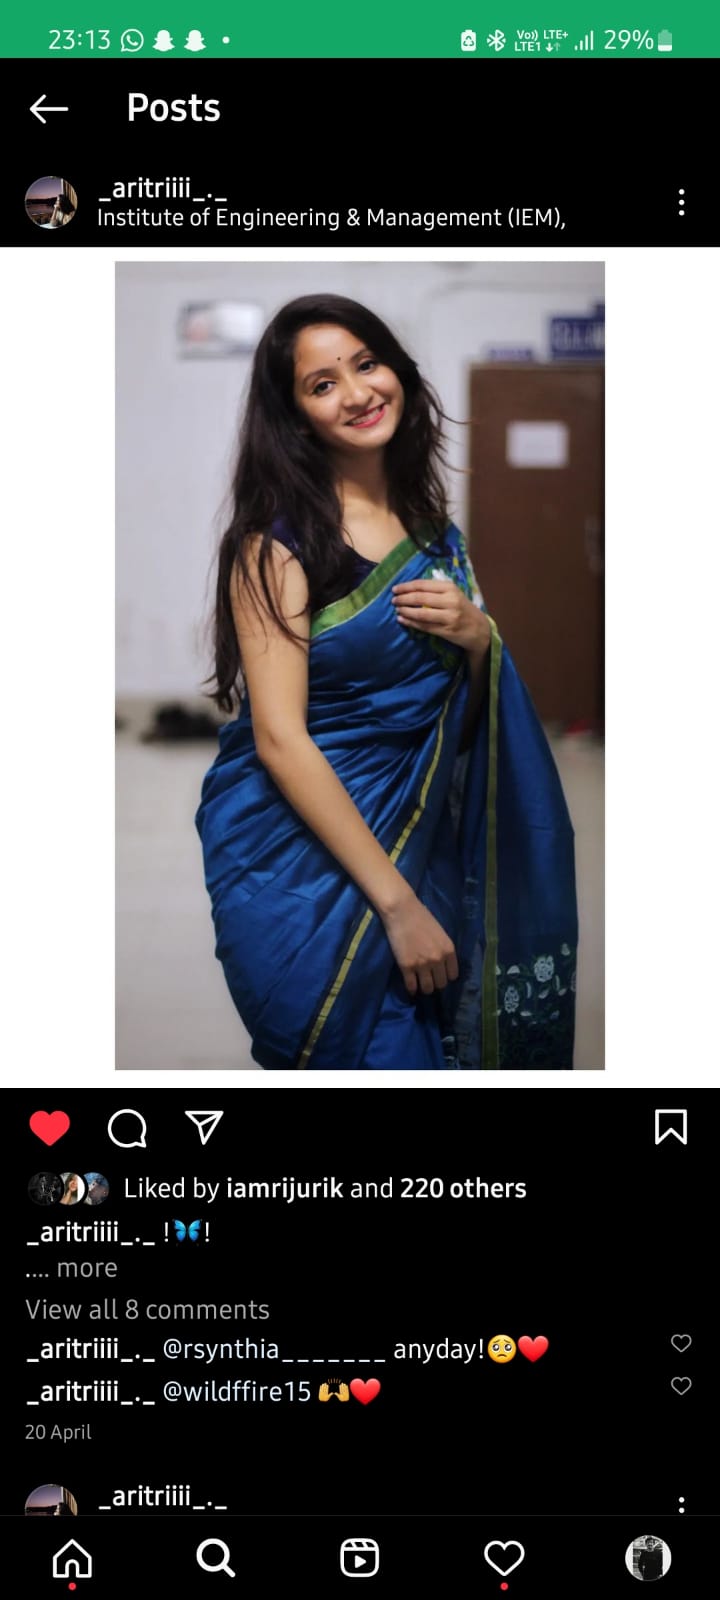 23:13
Vo)) LTE+
LTE1 ↓↑
29%
Posts
_aritriiii_._
Institute of Engineering & Management (IEM),
Liked by iamrijurik and 220 others
_aritriiii_._ !🦋!
.... more
View all 8 comments
_aritriiii_._ @rsynthia_______ anyday!🥺❤️
_aritriiii_._ @wildffire15 🙌❤️
20 April
_aritriiii_._